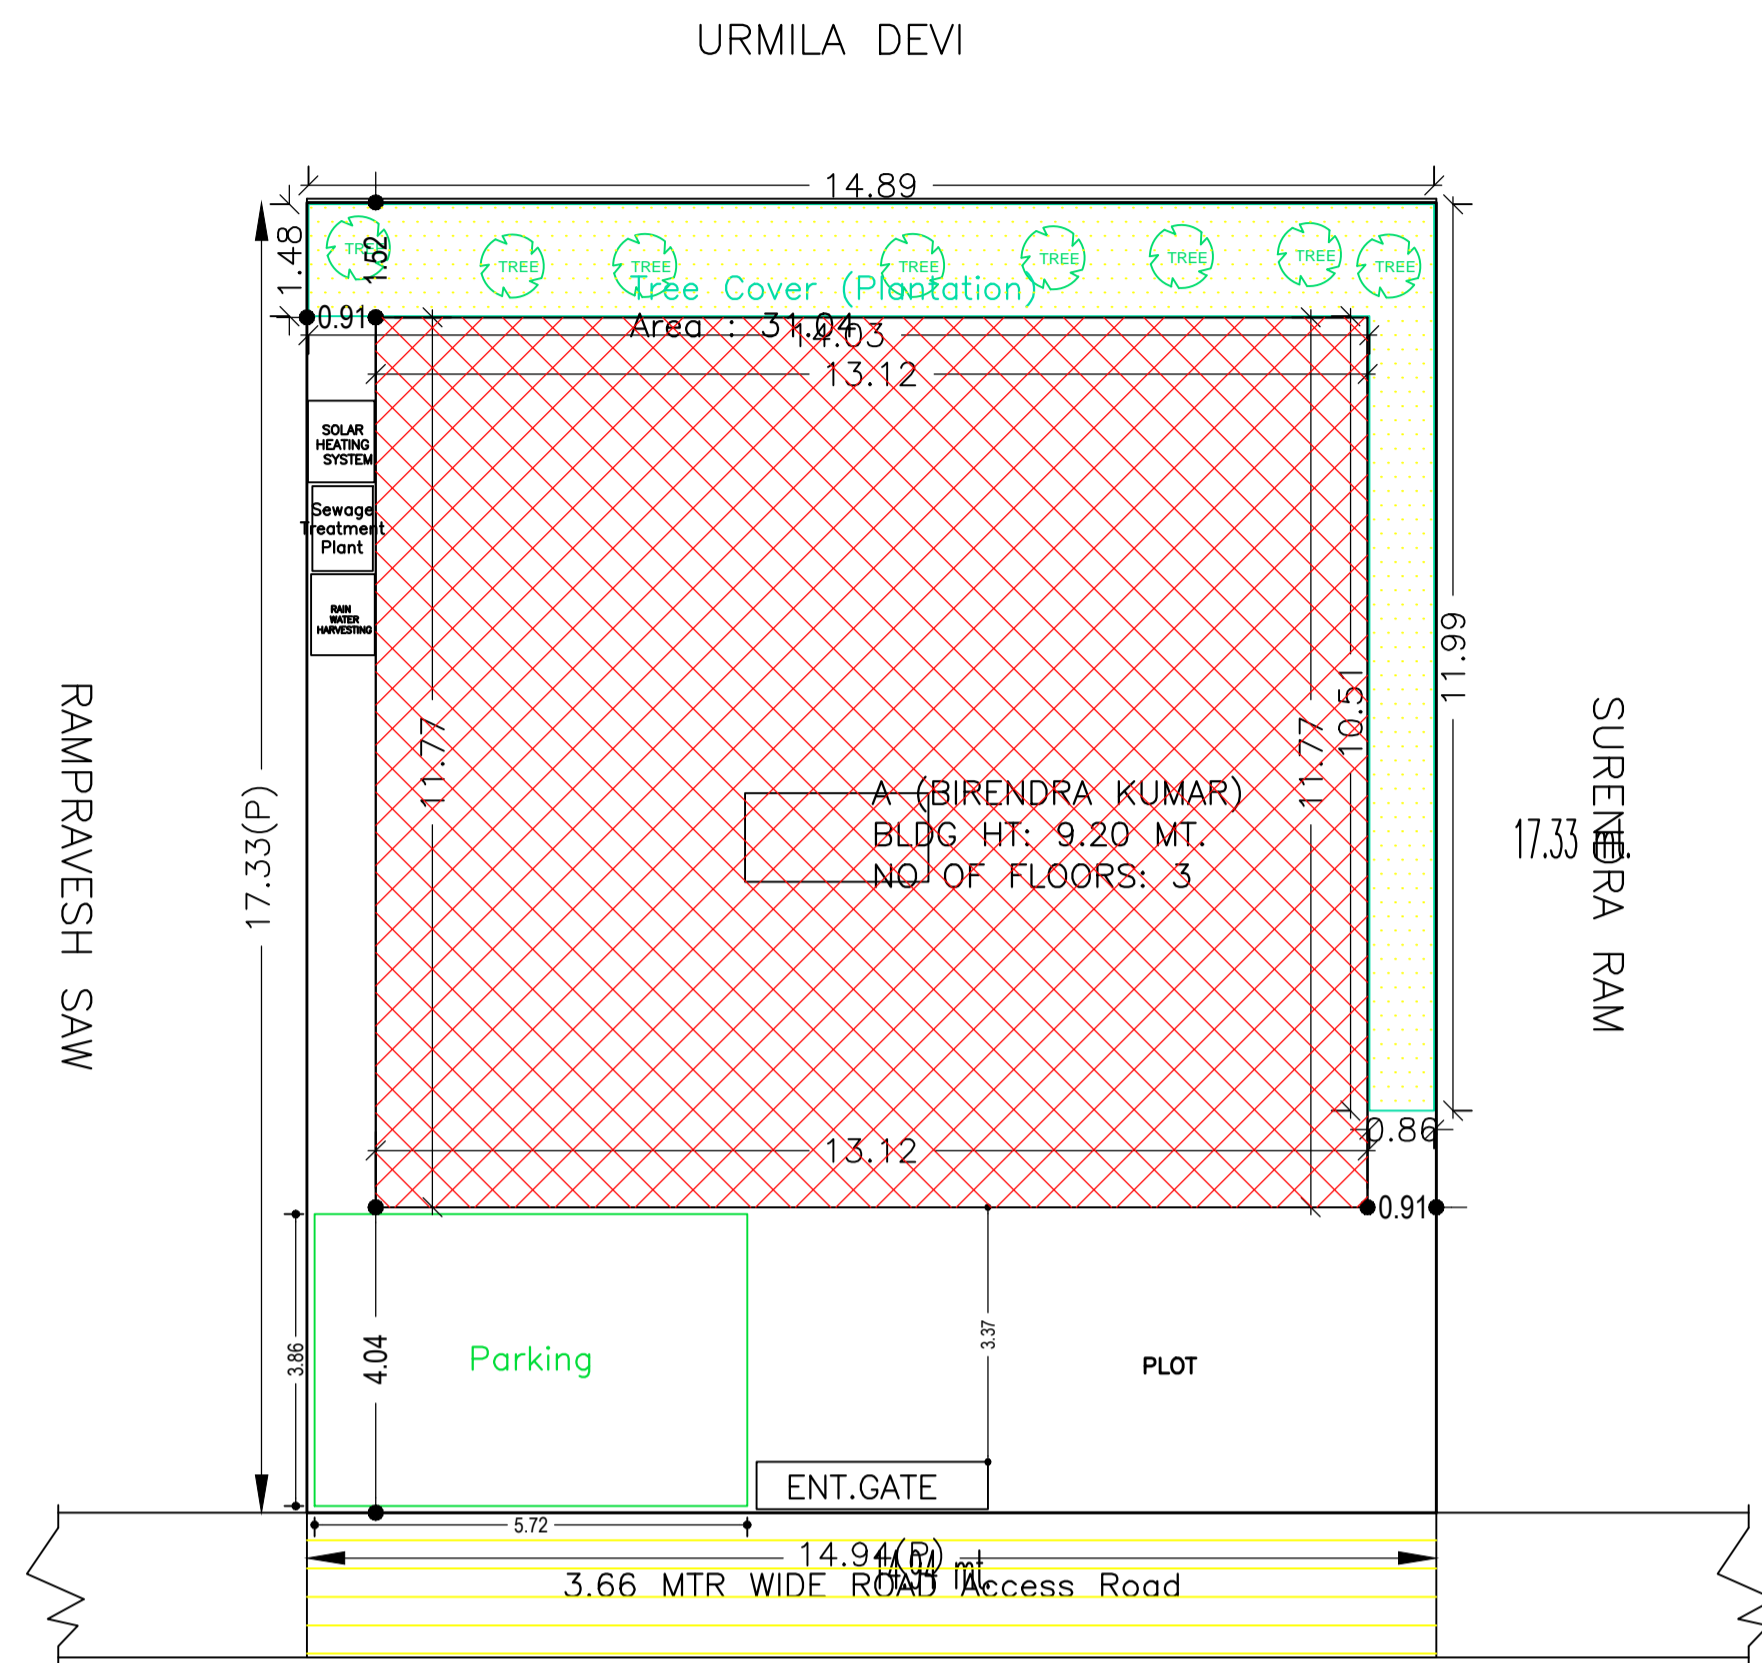 URMILA DEVI
14.89
1.48
1.52
TREE
TREE
TREE
TREE
TREE
TREE
TREE
TREE
Tree Cover (Plantation)
0.91
Area : 31.04
14.03
13.12
SOLAR
HEATING
SYSTEM
Sewage
Treatment
Plant
RAIN
WATER
HARVESTING
11.77
11.77
10.51
11.99
17.33(P)
RAMPRAVESH SAW
SURENDRA RAM
17.33
A (BIRENDRA KUMAR)
BLDG HT: 9.20 MT.
NO OF FLOORS: 3
0.86
13.12
0.91
3.86
4.04
Parking
3.37
PLOT
ENT.GATE
5.72
14.94(P)
3.66 MTR WIDE ROAD Access Road